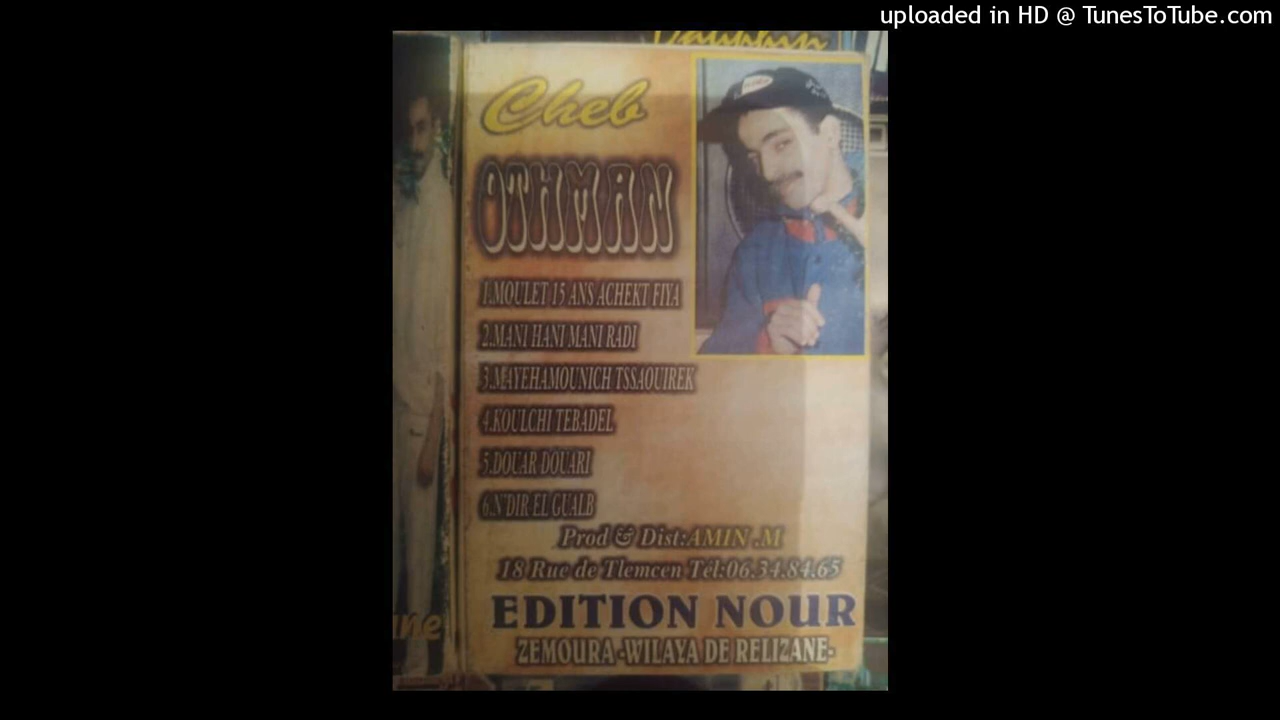 uploaded in HD @ TunesToTube.com
Dauphin
Cheb
OTHMAN
1.MOULET 15 ANS ACHEKT FIYA
2.MANI HANI MANI RADI
3.MAYEHAMOUNICH TSSAOUIREK
4.KOULCHI TEBADEL
5.DOUAR DOUARI
6.N'DIR EL GUALB
Prod & Dist:AMIN .M
18 Rue de Tlemcen Tél:06.34.84.65
EDITION NOUR
ZEMOURA -WILAYA DE RELIZANE-